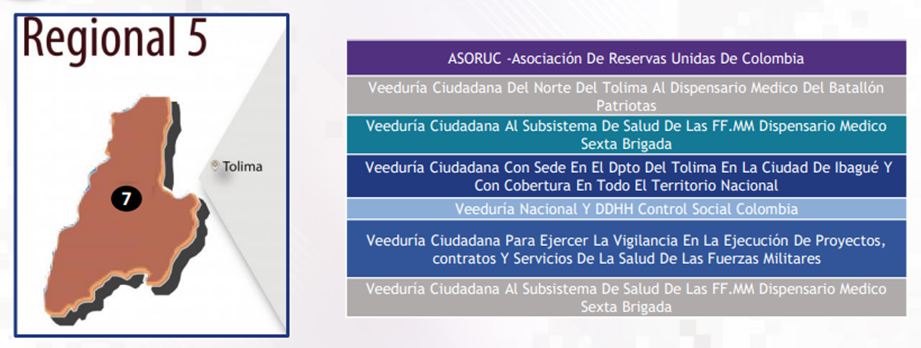 Regional 5
Tolima
7
ASORUC -Asociación De Reservas Unidas De Colombia
Veeduría Ciudadana Del Norte Del Tolima Al Dispensario Medico Del Batallón
Patriotas
Veeduría Ciudadana Al Subsistema De Salud De Las FF.MM Dispensario Medico
Sexta Brigada
Veeduría Ciudadana Con Sede En El Dpto Del Tolima En La Ciudad De Ibagué Y
Con Cobertura En Todo El Territorio Nacional
Veeduría Nacional Y DDHH Control Social Colombia
Veeduría Ciudadana Para Ejercer La Vigilancia En La Ejecución De Proyectos,
contratos Y Servicios De La Salud De Las Fuerzas Militares
Veeduría Ciudadana Al Subsistema De Salud De Las FF.MM Dispensario Medico
Sexta Brigada